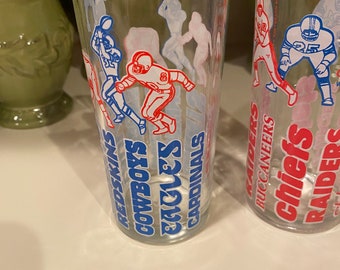 REDSKINS
COWBOYS
EAGLES
CARDINALS
RAIDERS
BUCCANEERS
chiefs
RAIDERS